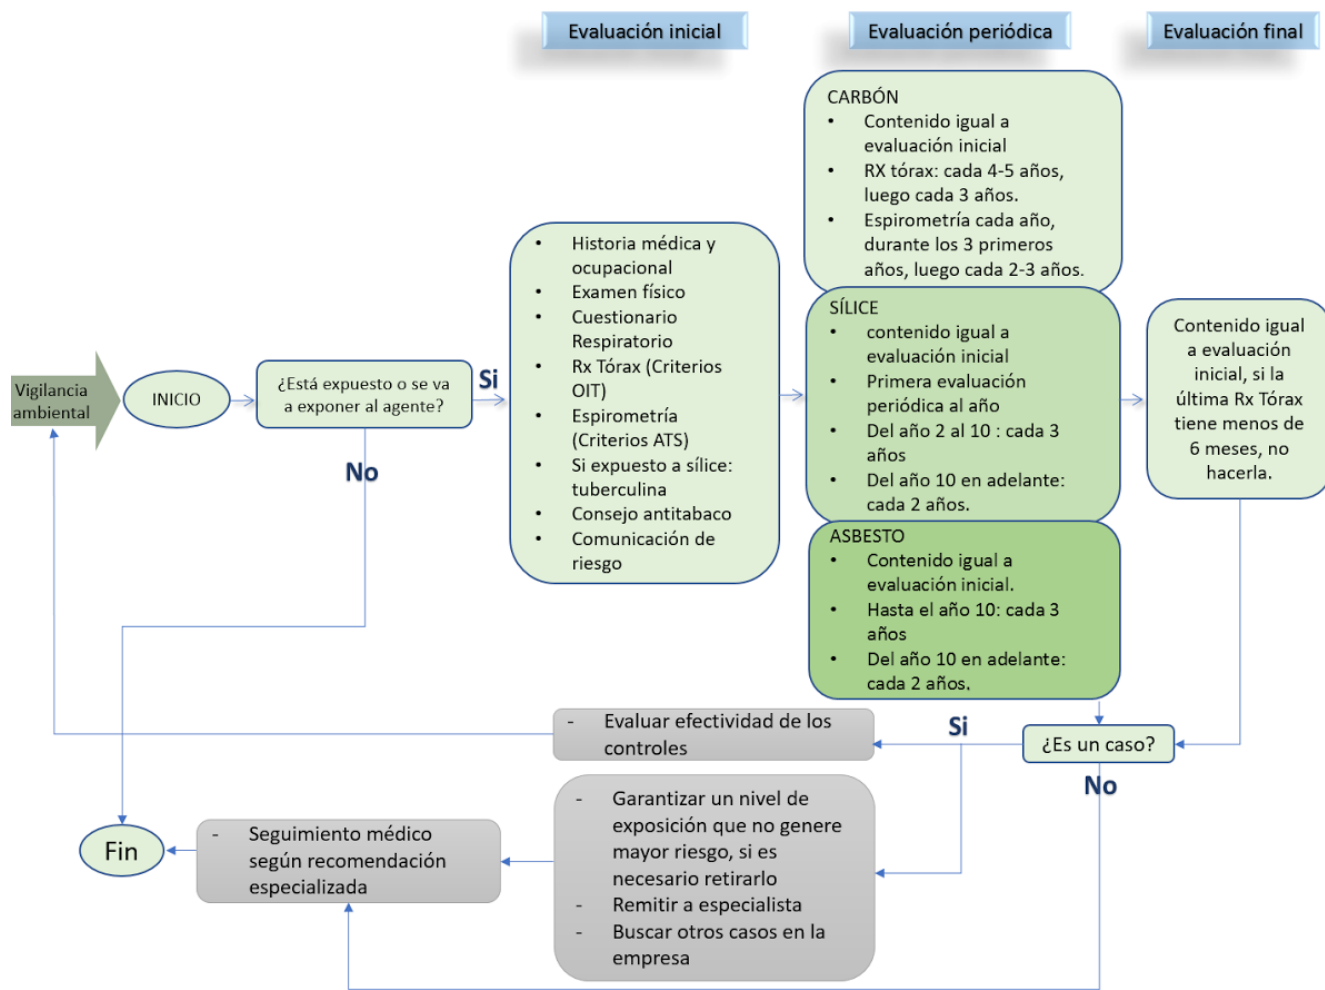 Evaluación inicial
Evaluación periódica
Evaluación final
Vigilancia
ambiental
INICIO
¿Está expuesto o se va
a exponer al agente?
Si
No
• Historia médica y
ocupacional
• Examen físico
• Cuestionario
Respiratorio
• Rx Tórax (Criterios
OIT)
• Espirometría
(Criterios ATS)
• Si expuesto a sílice:
tuberculina
• Consejo antitabaco
• Comunicación de
riesgo
CARBÓN
• Contenido igual a
evaluación inicial
• RX tórax: cada 4-5 años,
luego cada 3 años.
• Espirometría cada año,
durante los 3 primeros
años, luego cada 2-3 años.
SÍLICE
• contenido igual a
evaluación inicial
• Primera evaluación
periódica al año
• Del año 2 al 10 : cada 3
años
• Del año 10 en adelante:
cada 2 años.
ASBESTO
• Contenido igual a
evaluación inicial.
• Hasta el año 10: cada 3
años
• Del año 10 en adelante:
cada 2 años.
Contenido igual
a evaluación
inicial, si la
última Rx Tórax
tiene menos de
6 meses, no
hacerla.
¿Es un caso?
Si
No
- Evaluar efectividad de los
controles
- Garantizar un nivel de
exposición que no genere
mayor riesgo, si es
necesario retirarlo
- Remitir a especialista
- Buscar otros casos en la
empresa
- Seguimiento médico
según recomendación
especializada
Fin